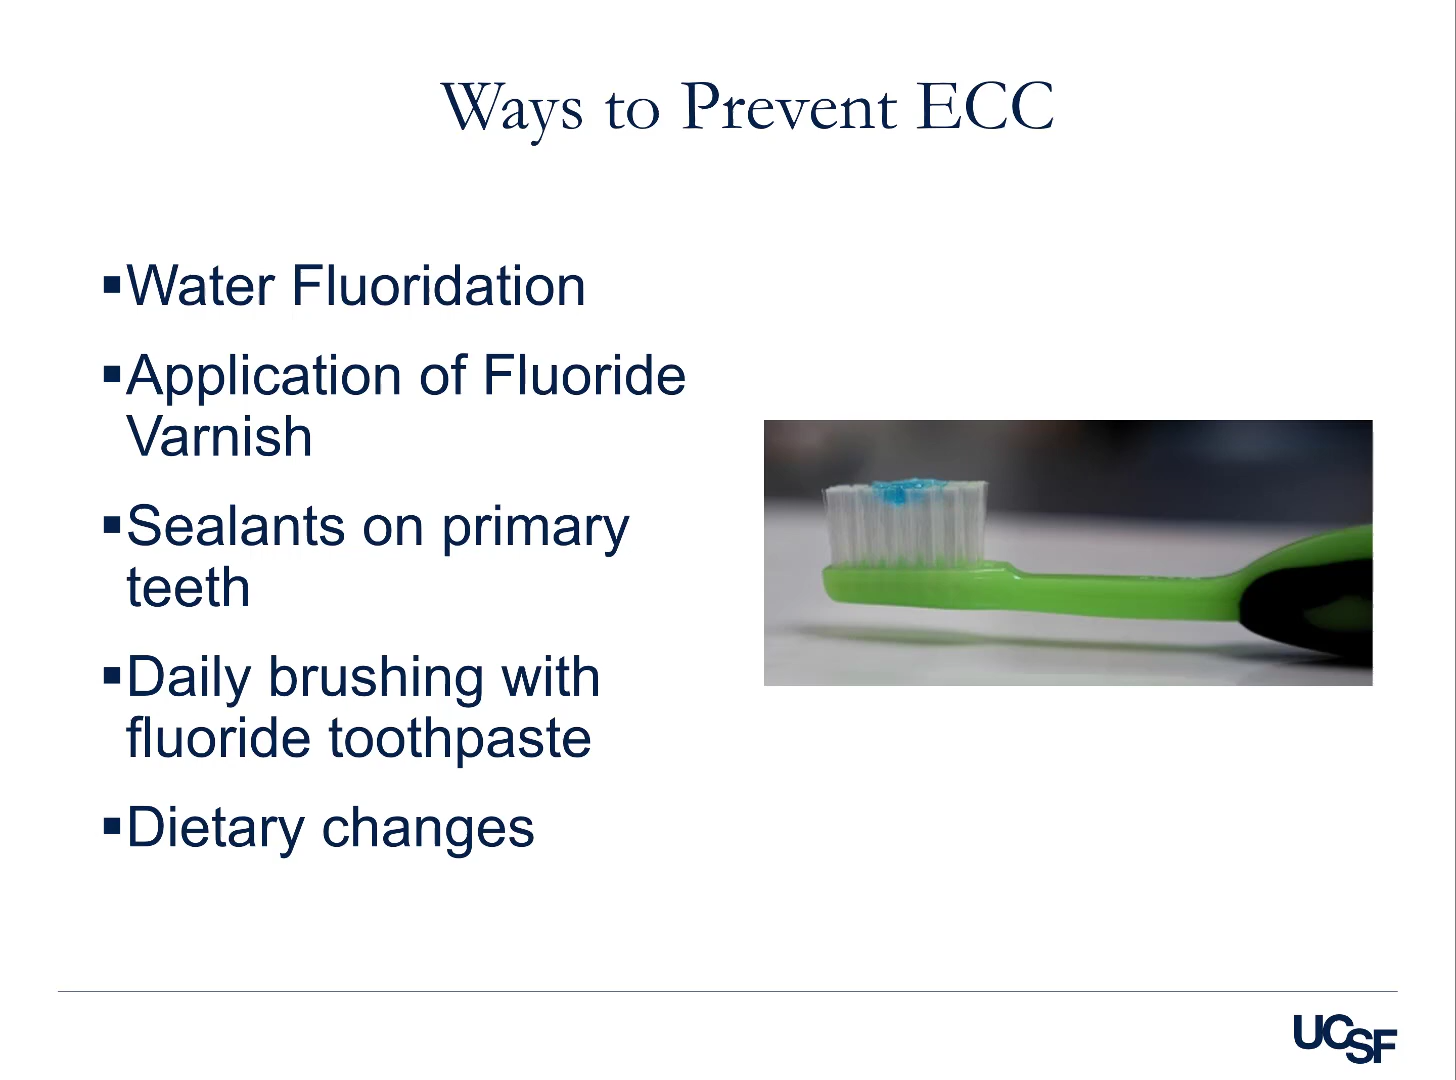 Ways to Prevent ECC
▪Water Fluoridation
▪Application of Fluoride
Varnish
▪Sealants on primary
teeth
▪Daily brushing with
fluoride toothpaste
▪Dietary changes
UCSF